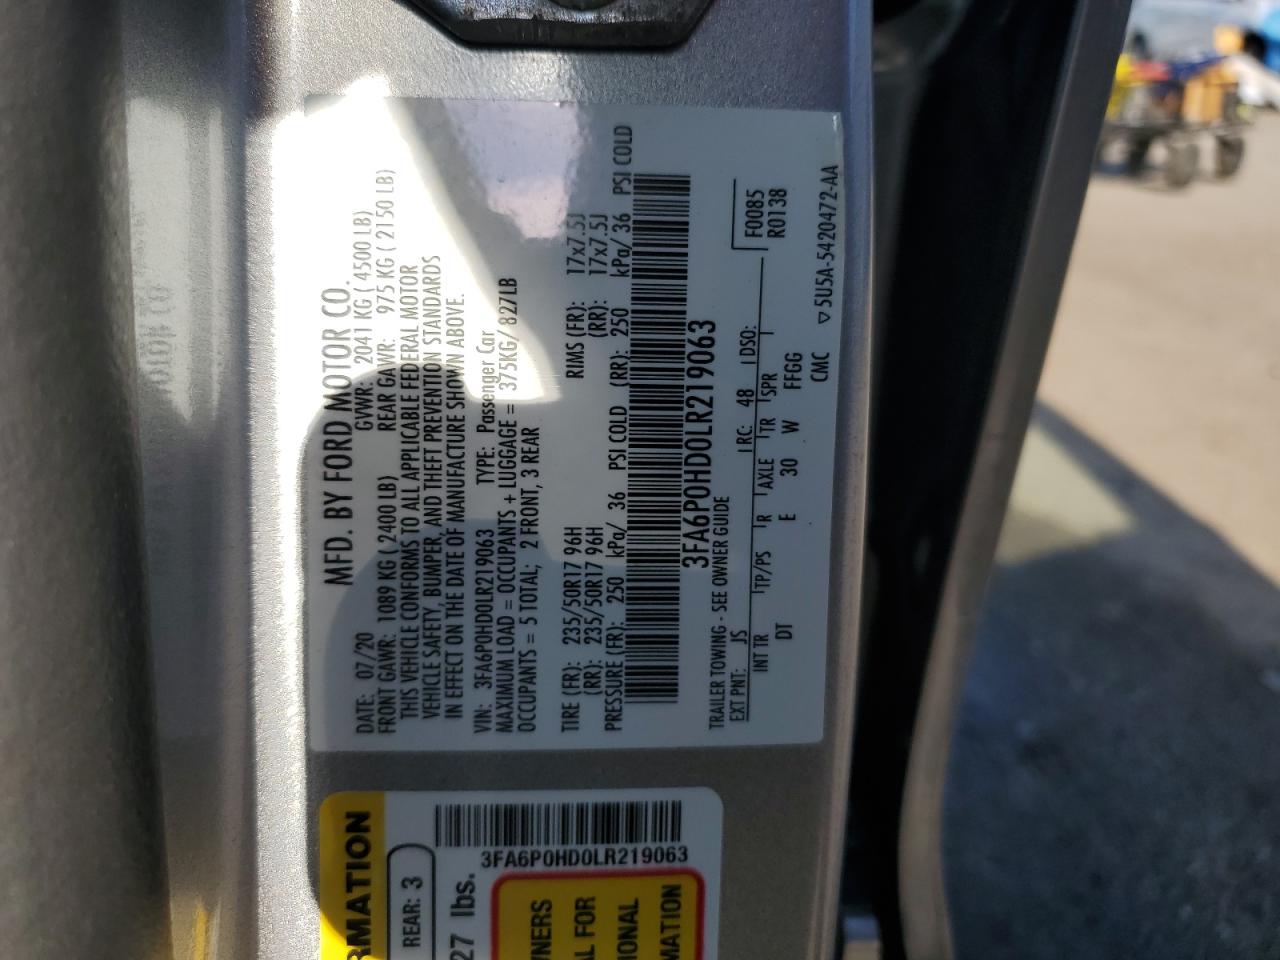 MFD. BY FORD MOTOR CO.
DATE: 07/20 GVWR: 2041 KG ( 4500 LB)
FRONT GAWR: 1089 KG ( 2400 LB) REAR GAWR: 975 KG ( 2150 LB)
THIS VEHICLE CONFORMS TO ALL APPLICABLE FEDERAL MOTOR
VEHICLE SAFETY, BUMPER, AND THEFT PREVENTION STANDARDS
IN EFFECT ON THE DATE OF MANUFACTURE SHOWN ABOVE.
VIN: 3FA6P0HD0LR219063 TYPE: Passenger Car
MAXIMUM LOAD = OCCUPANTS + LUGGAGE = 375KG/ 827LB
OCCUPANTS = 5 TOTAL; 2 FRONT, 3 REAR
TIRE (FR): 235/50R17 96H RIMS (FR): 17x7.5J
(RR): 235/50R17 96H (RR): 17x7.5J
PRESSURE (FR): 250 kPa/ 36 PSI COLD (RR): 250 kPa/ 36 PSI COLD
3FA6P0HD0LR219063
TRAILER TOWING - SEE OWNER GUIDE F0085
EXT PNT: JS RC: 48 DSO: R0138
INT TR TP/PS R AXLE TR SPR
DT E 30 W FFGG
CMC ▽5U5A-5420472-AA
RMATION
REAR: 3
3FA6P0HD0LR219063
27 lbs.
WNERS
AL FOR
IONAL
MATION